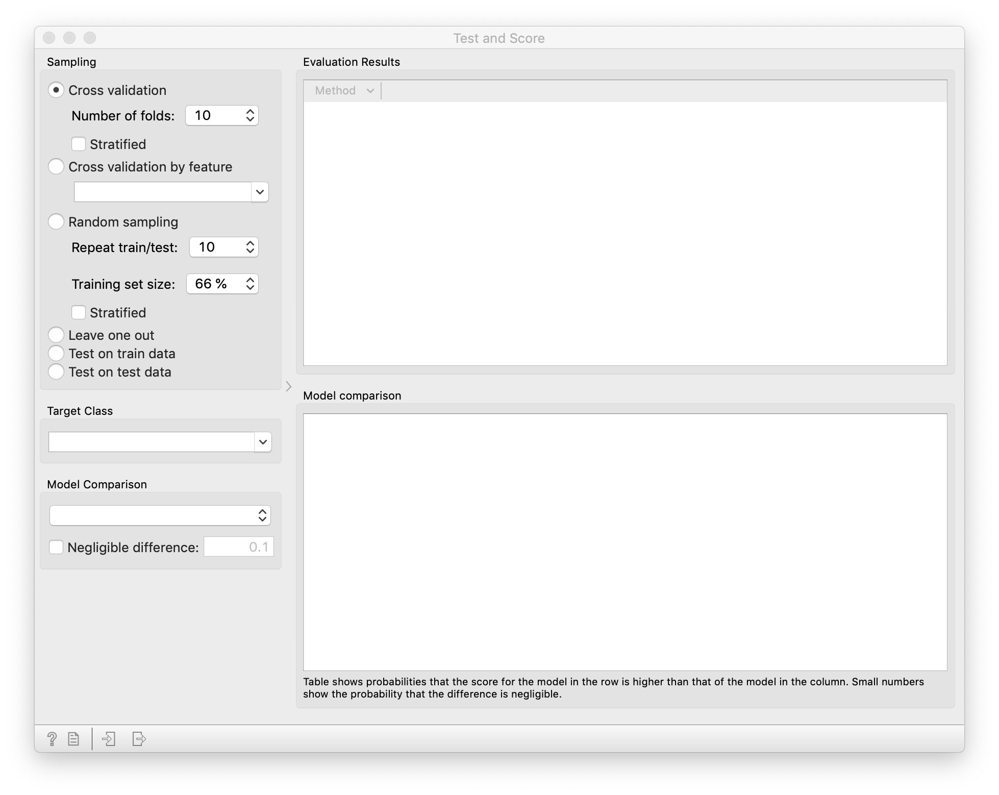 Test and Score
Sampling
Cross validation
Number of folds: 10
Stratified
Cross validation by feature
Random sampling
Repeat train/test: 10
Training set size: 66 %
Stratified
Leave one out
Test on train data
Test on test data
Target Class
Model Comparison
Negligible difference: 0.1
Evaluation Results
Method
Model comparison
Table shows probabilities that the score for the model in the row is higher than that of the model in the column. Small numbers
show the probability that the difference is negligible.